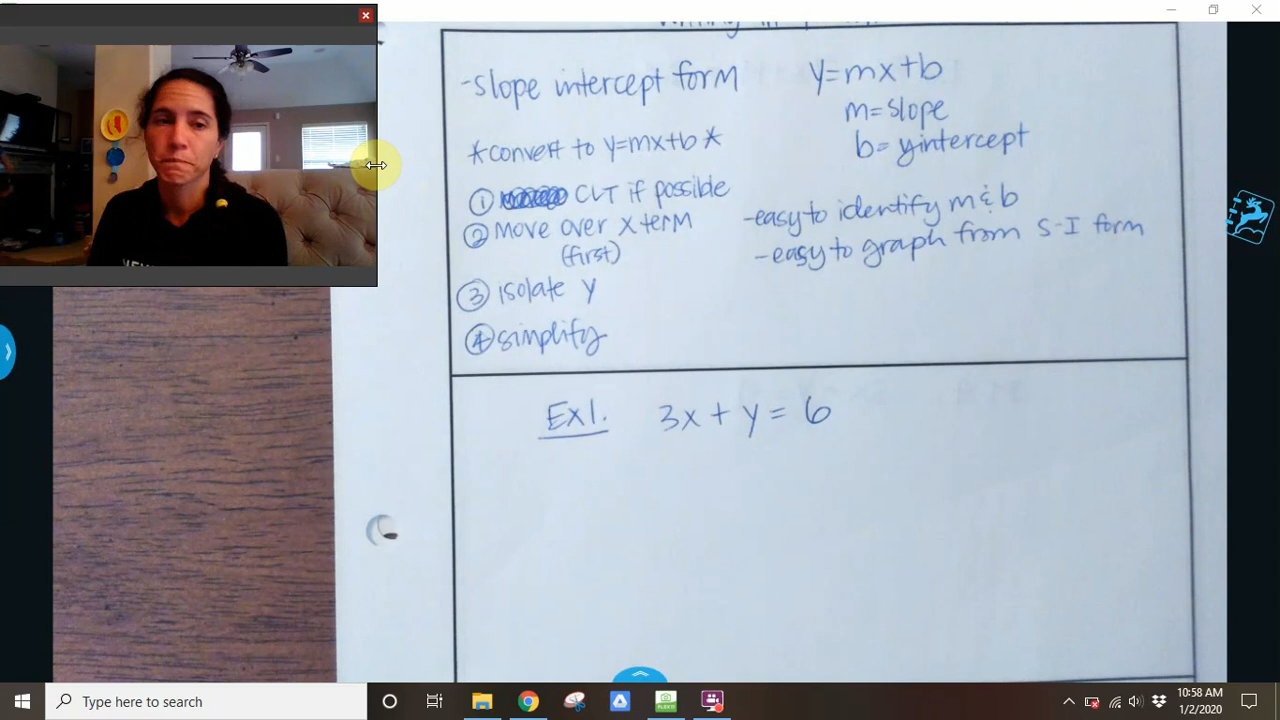 -slope intercept form
y=mx+b
m=slope
b= yintercept
*convert to y=mx+b*
① CLT if possible
② Move over x term
(first)
③ isolate y
④ simplify
-easy to identify m & b
-easy to graph from S-I form
Ex1. 3x + y = 6
Type here to search
10:58 AM
1/2/2020